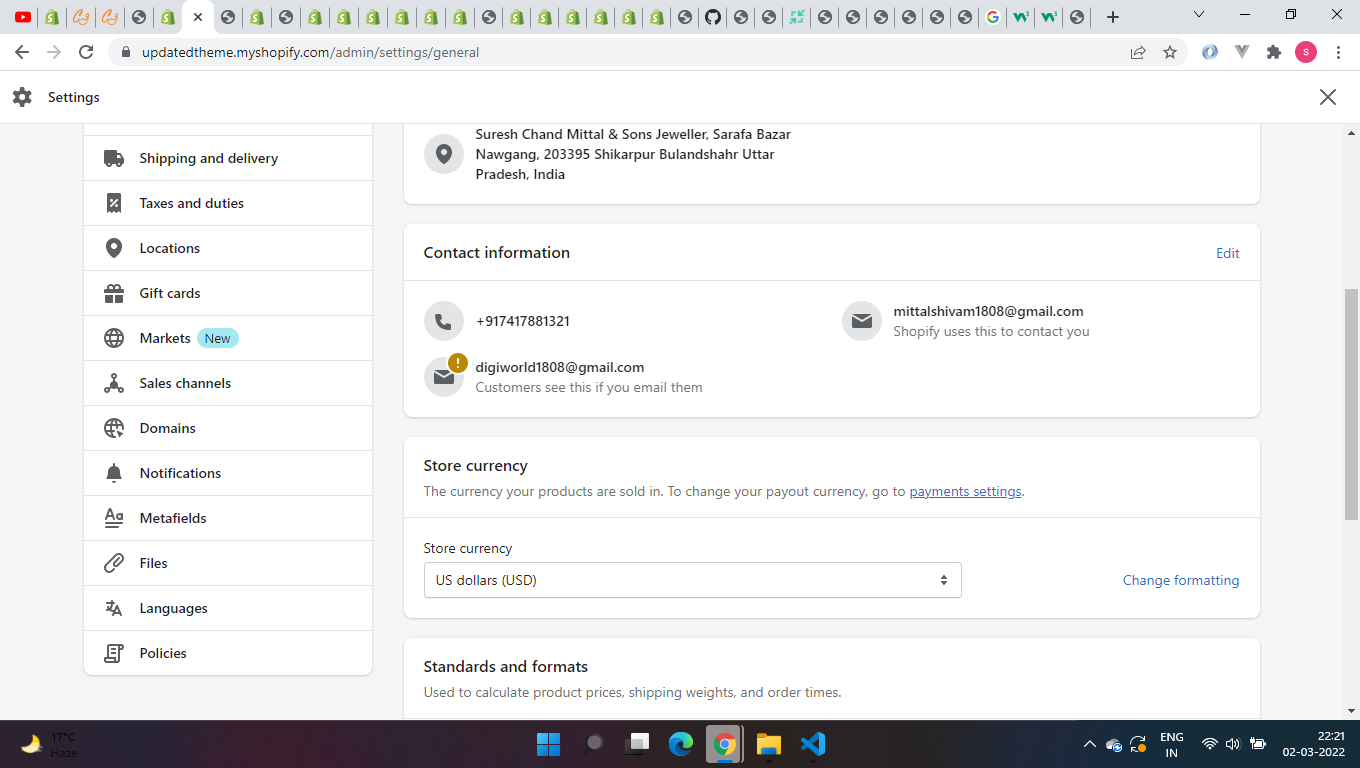 updatedtheme.myshopify.com/admin/settings/general
s
Settings
Suresh Chand Mittal & Sons Jeweller, Sarafa Bazar
Nawgang, 203395 Shikarpur Bulandshahr Uttar
Pradesh, India
Shipping and delivery
Taxes and duties
Locations
Gift cards
Markets New
Sales channels
Domains
Notifications
Metafields
Files
Languages
Policies
Contact information
Edit
+917417881321
mittalshivam1808@gmail.com
Shopify uses this to contact you
digiworld1808@gmail.com
Customers see this if you email them
Store currency
The currency your products are sold in. To change your payout currency, go to payments settings.
Store currency
US dollars (USD)
Change formatting
Standards and formats
Used to calculate product prices, shipping weights, and order times.
17°C
Haze
ENG
IN
22:21
02-03-2022